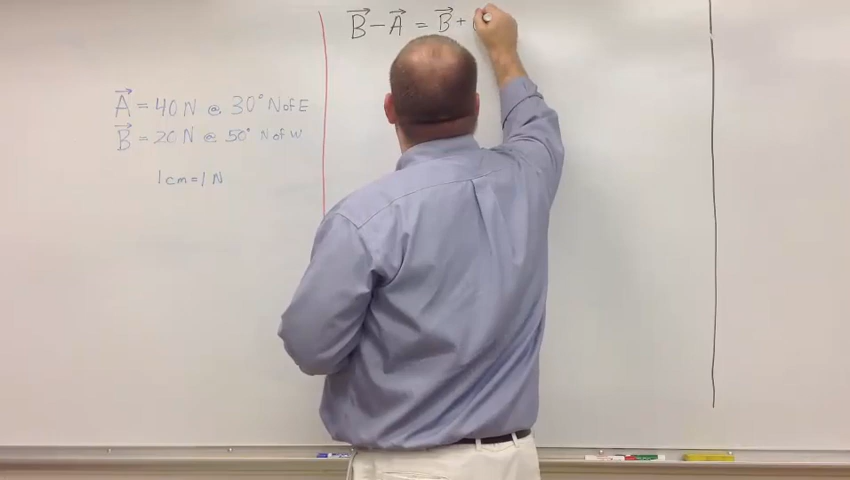 B⃗ − A⃗ = B⃗ + (
A⃗ = 40 N @ 30° N of E
B⃗ = 20 N @ 50° N of W
1 cm = 1 N